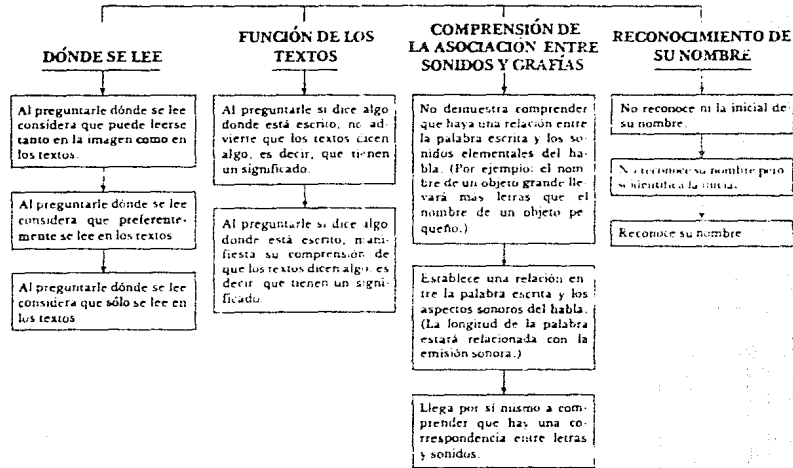 DÓNDE SE LEE
Al preguntarle dónde se lee
considera que puede leerse
tanto en la imagen como en
los textos.
Al preguntarle dónde se lee
considera que preferente-
mente se lee en los textos
Al preguntarle dónde se lee
considera que sólo se lee en
los textos
FUNCIÓN DE LOS
TEXTOS
Al preguntarle si dice algo
donde está escrito, no ad-
vierte que los textos dicen
algo, es decir, que tienen
un significado.
Al preguntarle si dice algo
donde está escrito, mani-
fiesta su comprensión de
que los textos dicen algo, es
decir que tienen un signi-
ficado.
COMPRENSIÓN DE
LA ASOCIACIÓN ENTRE
SONIDOS Y GRAFÍAS
No demuestra comprender
que haya una relación entre
la palabra escrita y los so-
nidos elementales del ha-
bla. (Por ejemplo: el nom-
bre de un objeto grande lle-
vará más letras que el
nombre de un objeto pe-
queño.)
Establece una relación en-
tre la palabra escrita y los
aspectos sonoros del habla.
(La longitud de la palabra
estará relacionada con la
emisión sonora.)
Llega por sí mismo a com-
prender que hay una co-
rrespondencia entre letras
y sonidos.
RECONOCIMIENTO DE
SU NOMBRE
No reconoce ni la inicial de
su nombre.
No reconoce su nombre pero
si identifica la inicial
Reconoce su nombre